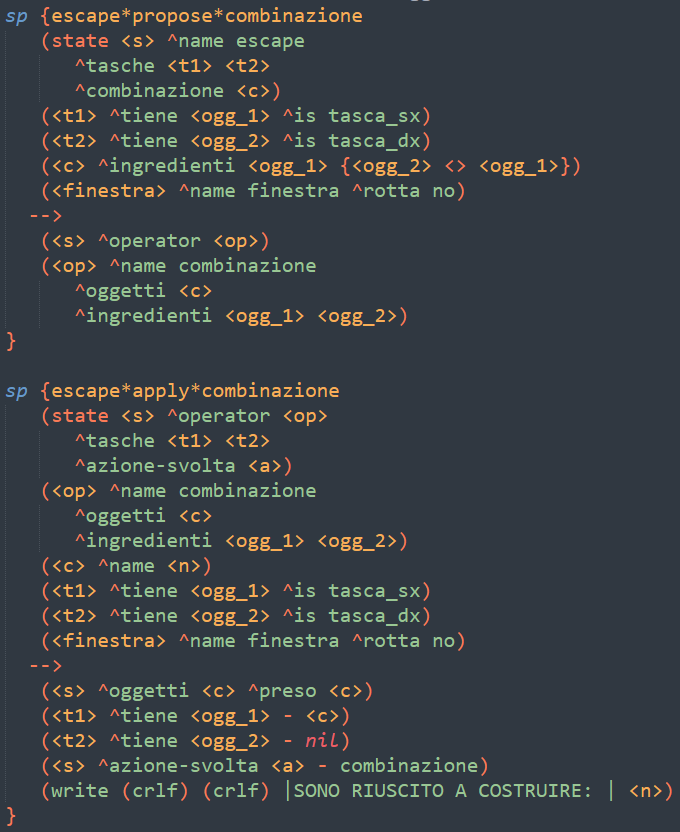 sp {escape*propose*combinazione
(state <s> ^name escape
^tasche <t1> <t2>
^combinazione <c>)
(<t1> ^tiene <ogg_1> ^is tasca_sx)
(<t2> ^tiene <ogg_2> ^is tasca_dx)
(<c> ^ingredienti <ogg_1> {<ogg_2> <> <ogg_1>})
(<finestra> ^name finestra ^rotta no)
-->
(<s> ^operator <op>)
(<op> ^name combinazione
^oggetti <c>
^ingredienti <ogg_1> <ogg_2>)
}
sp {escape*apply*combinazione
(state <s> ^operator <op>
^tasche <t1> <t2>
^azione-svolta <a>)
(<op> ^name combinazione
^oggetti <c>
^ingredienti <ogg_1> <ogg_2>)
(<c> ^name <n>)
(<t1> ^tiene <ogg_1> ^is tasca_sx)
(<t2> ^tiene <ogg_2> ^is tasca_dx)
(<finestra> ^name finestra ^rotta no)
-->
(<s> ^oggetti <c> ^preso <c>)
(<t1> ^tiene <ogg_1> - <c>)
(<t2> ^tiene <ogg_2> - nil)
(<s> ^azione-svolta <a> - combinazione)
(write (crlf) (crlf) |SONO RIUSCITO A COSTRUIRE: | <n>)
}